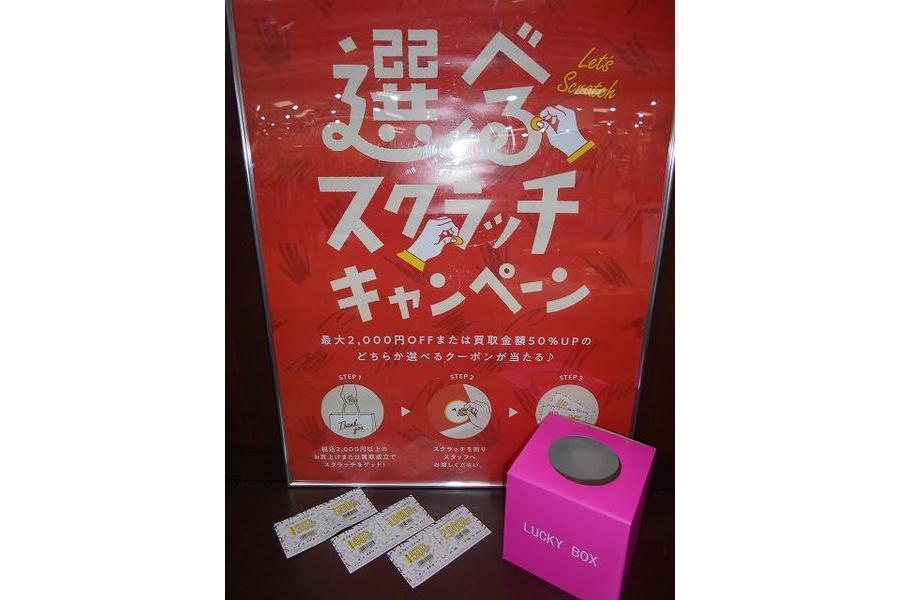 選べる
Let's
Scratch
スクラッチ
キャンペーン
最大2,000円OFFまたは買取金額50%UPの
どちらか選べるクーポンが当たる♪
STEP 1
STEP 2
STEP 3
Thank
you
税込2,000円以上の
お買上げまたは買取成立で
スクラッチをゲット!
スクラッチを削り
スタッフへ
お渡しください。
LUCKY BOX